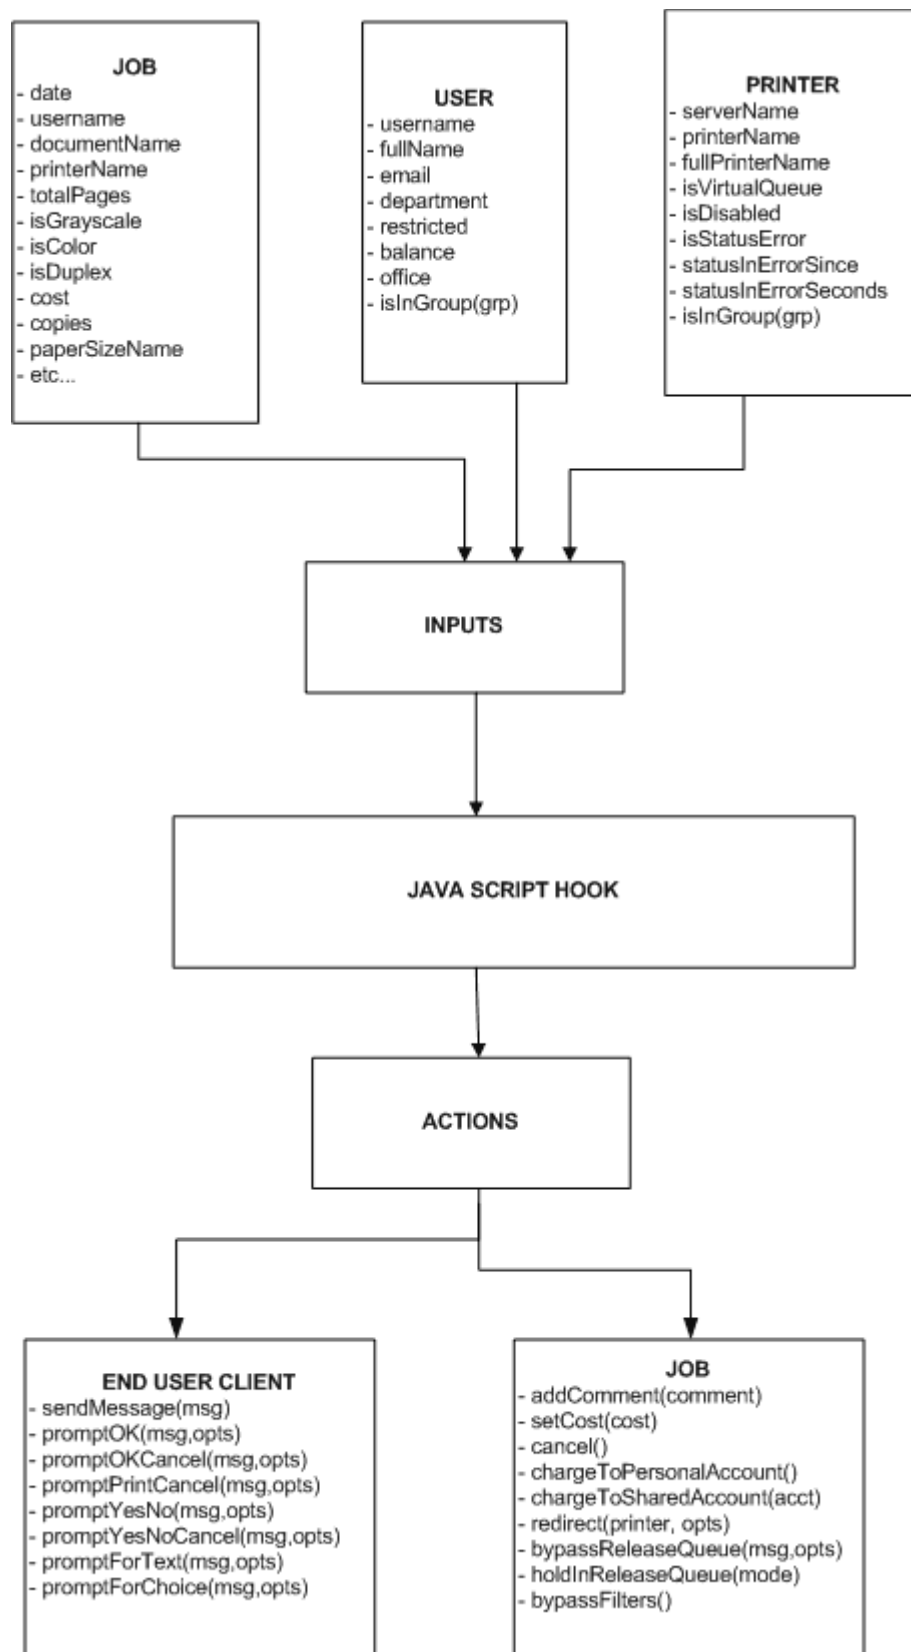 JOB
- date
- username
- documentName
- printerName
- totalPages
- isGrayscale
- isColor
- isDuplex
- cost
- copies
- paperSizeName
- etc...
USER
- username
- fullName
- email
- department
- restricted
- balance
- office
- isInGroup(grp)
PRINTER
- serverName
- printerName
- fullPrinterName
- isVirtualQueue
- isDisabled
- isStatusError
- statusInErrorSince
- statusInErrorSeconds
- isInGroup(grp)
INPUTS
JAVA SCRIPT HOOK
ACTIONS
END USER CLIENT
- sendMessage(msg)
- promptOK(msg,opts)
- promptOKCancel(msg,opts)
- promptPrintCancel(msg,opts)
- promptYesNo(msg,opts)
- promptYesNoCancel(msg,opts)
- promptForText(msg,opts)
- promptForChoice(msg,opts)
JOB
- addComment(comment)
- setCost(cost)
- cancel()
- chargeToPersonalAccount()
- chargeToSharedAccount(acct)
- redirect(printer, opts)
- bypassReleaseQueue(msg,opts)
- holdInReleaseQueue(mode)
- bypassFilters()